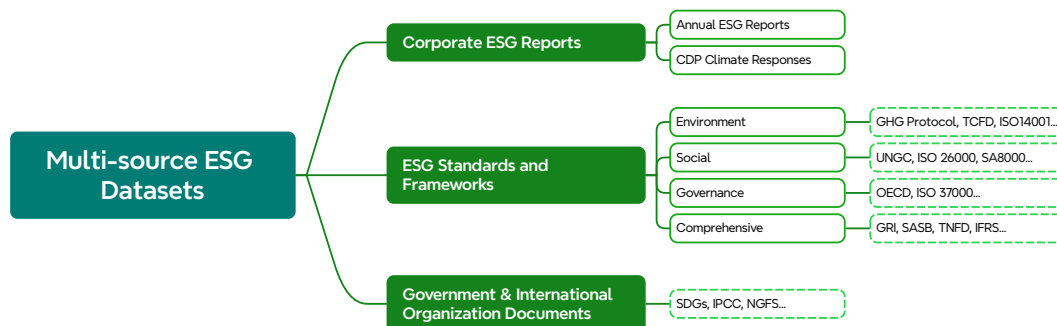 Multi-source ESG
Datasets
Corporate ESG Reports
Annual ESG Reports
CDP Climate Responses
ESG Standards and
Frameworks
Environment
GHG Protocol, TCFD, ISO14001...
Social
UNGC, ISO 26000, SA8000...
Governance
OECD, ISO 37000...
Comprehensive
GRI, SASB, TNFD, IFRS...
Government & International
Organization Documents
SDGs, IPCC, NGFS...